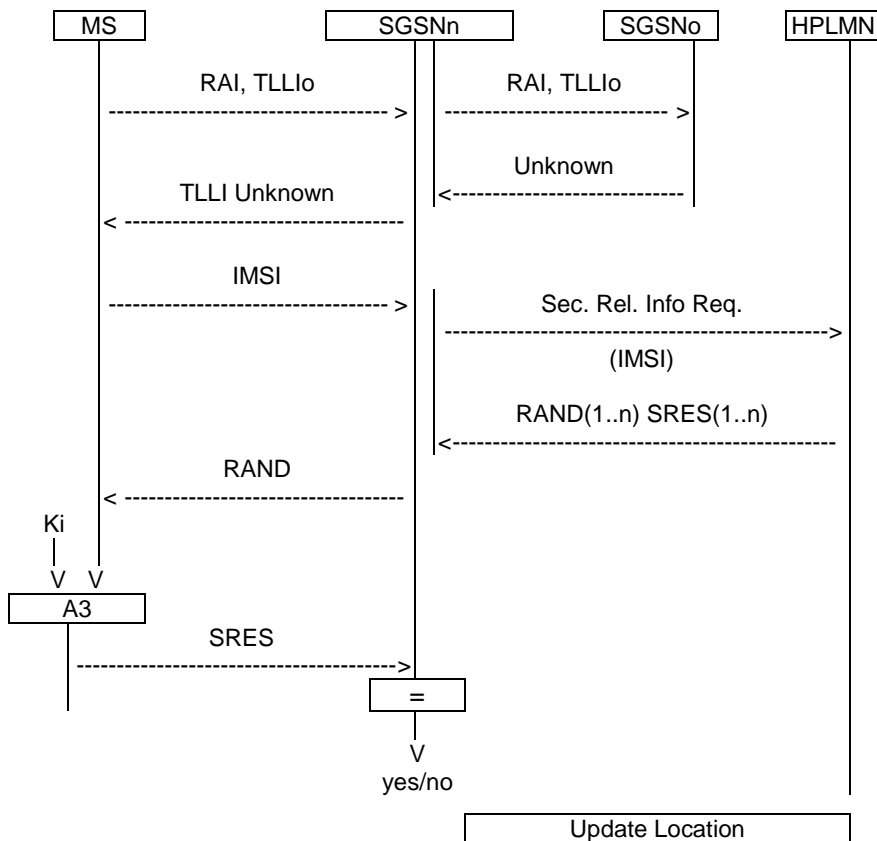 MS SGSNn SGSNo HPLMN
RAI, TLLIo RAI, TLLIo
------------------------------------ > ------------------------------- >
Unknown
TLLI Unknown <-------------------------------
< ------------------------------------
IMSI
------------------------------------ > Sec. Rel. Info Req.
-------------------------------------------------->
(IMSI)
RAND(1..n) SRES(1..n)
<--------------------------------------------------
RAND
< ------------------------------------
Ki
V V
A3
SRES
----------------------------------------->
=
V
yes/no
Update Location